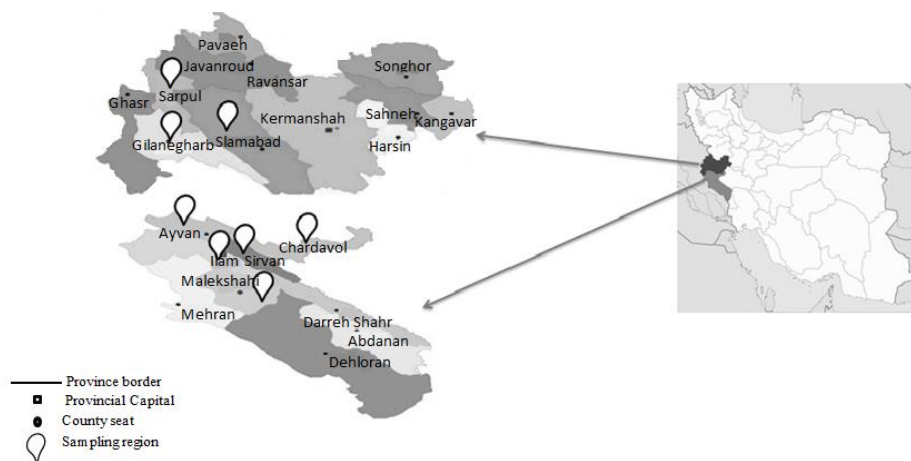 Pavaeh
Javanroud
Ravansar
Songhor
Ghasr
Sarpul
Kermanshah
Sahneh
Kangavar
Gilanegharb
Slamabad
Harsin
Ayvan
Chardavol
Ilam Sirvan
Malekshahi
Mehran
Darreh Shahr
Abdanan
Dehloran
Province border
Provincial Capital
County seat
Sampling region